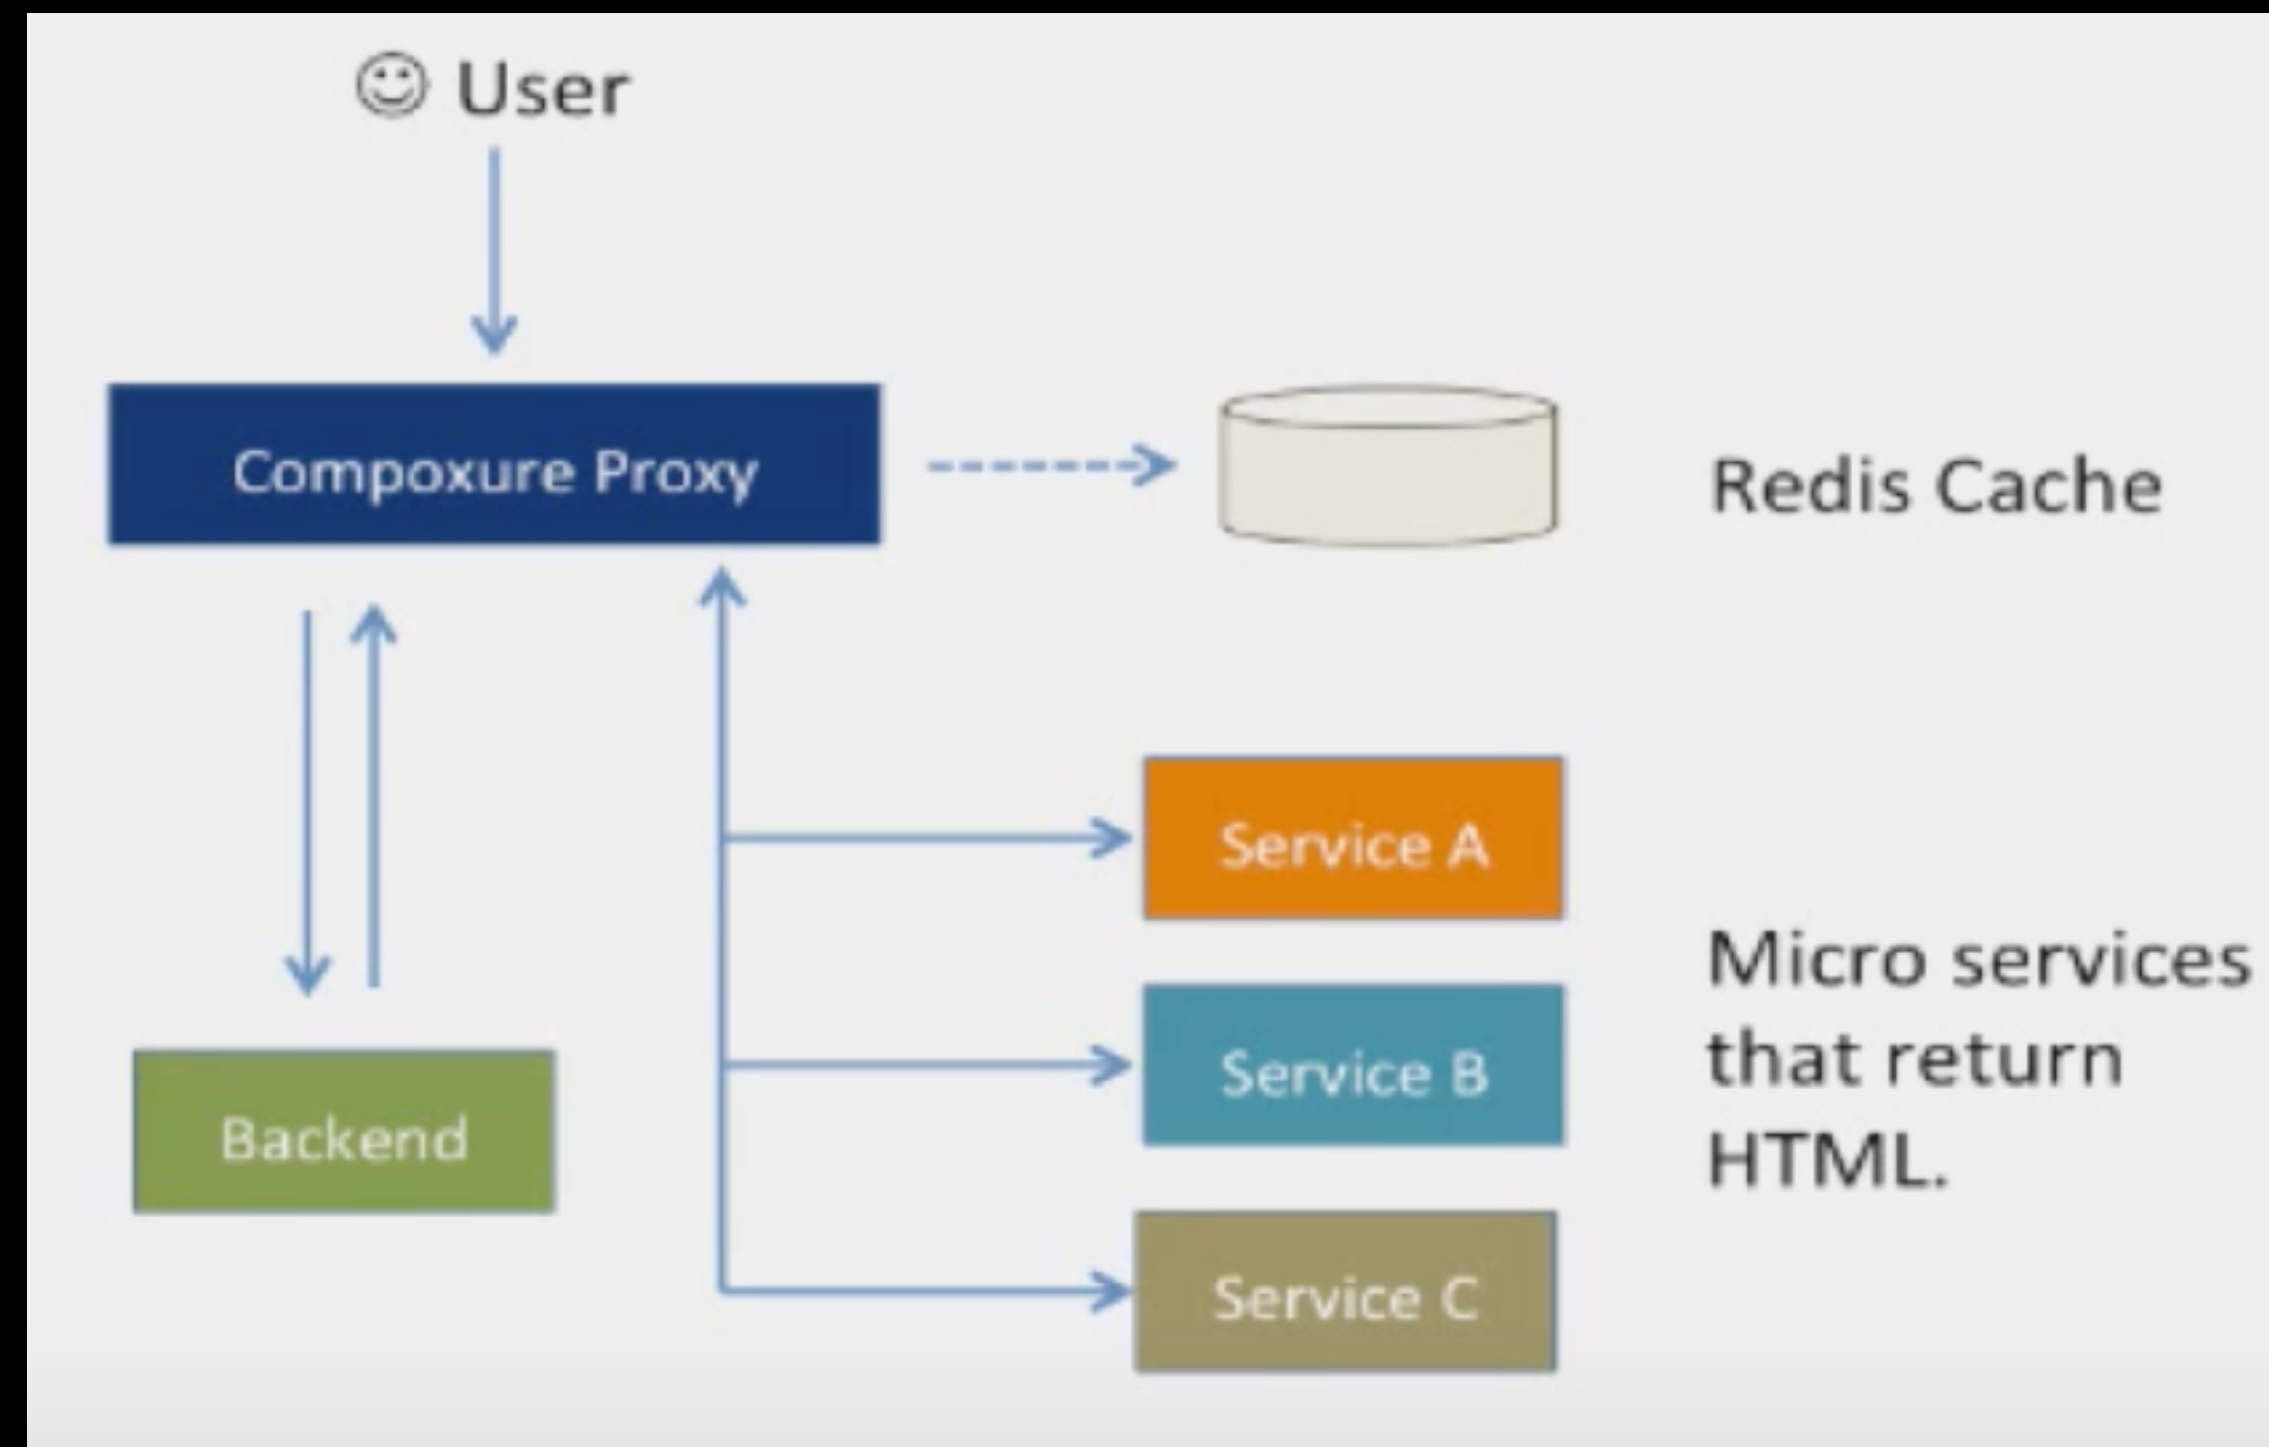 ☺ User
Compoxure Proxy
Redis Cache
Service A
Micro services
that return
HTML.
Service B
Backend
Service C